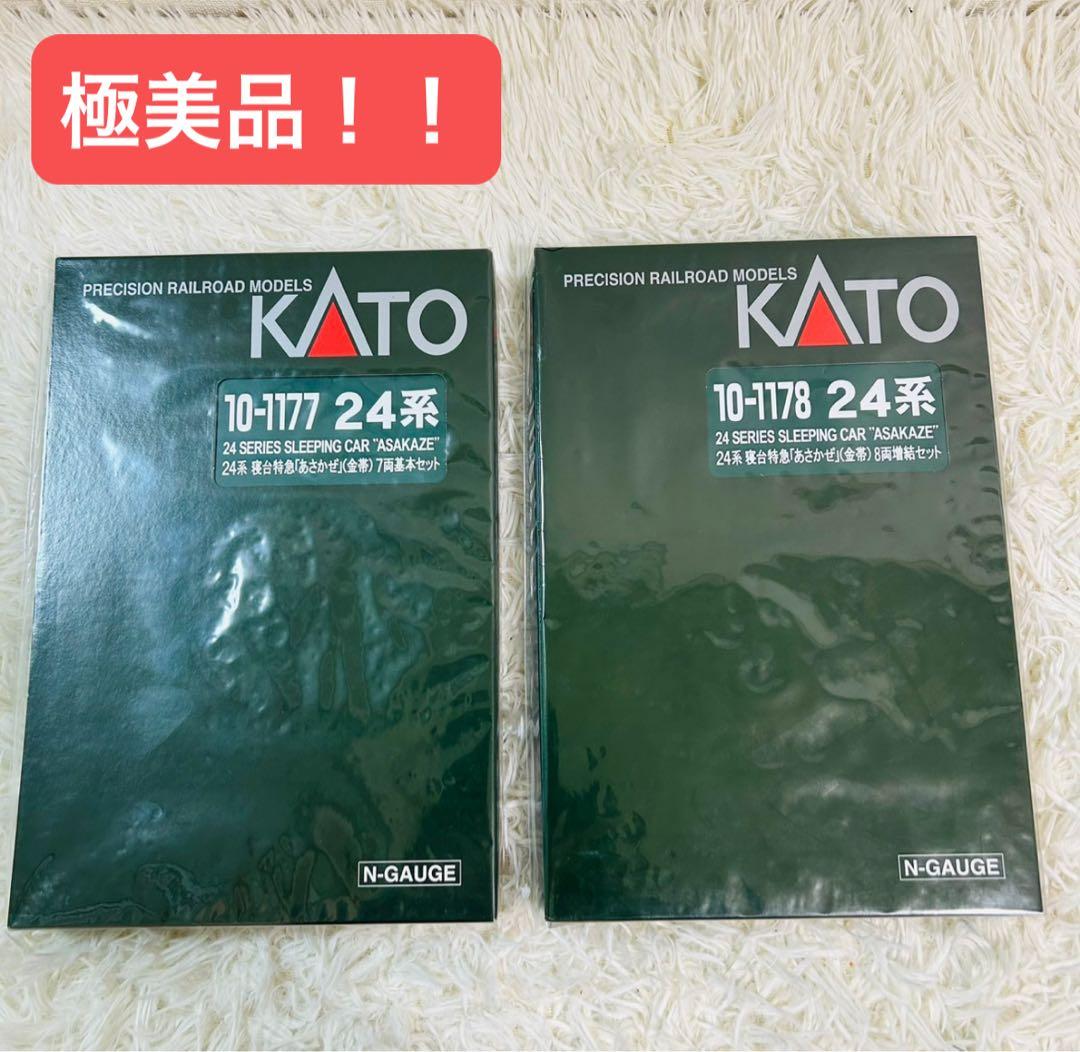 極美品！！
PRECISION RAILROAD MODELS
KATO
10-1177 24系
24 SERIES SLEEPING CAR "ASAKAZE"
24系 寝台特急「あさかぜ」(金帯) 7両基本セット
N-GAUGE
PRECISION RAILROAD MODELS
KATO
10-1178 24系
24 SERIES SLEEPING CAR "ASAKAZE"
24系 寝台特急「あさかぜ」(金帯) 8両増結セット
N-GAUGE